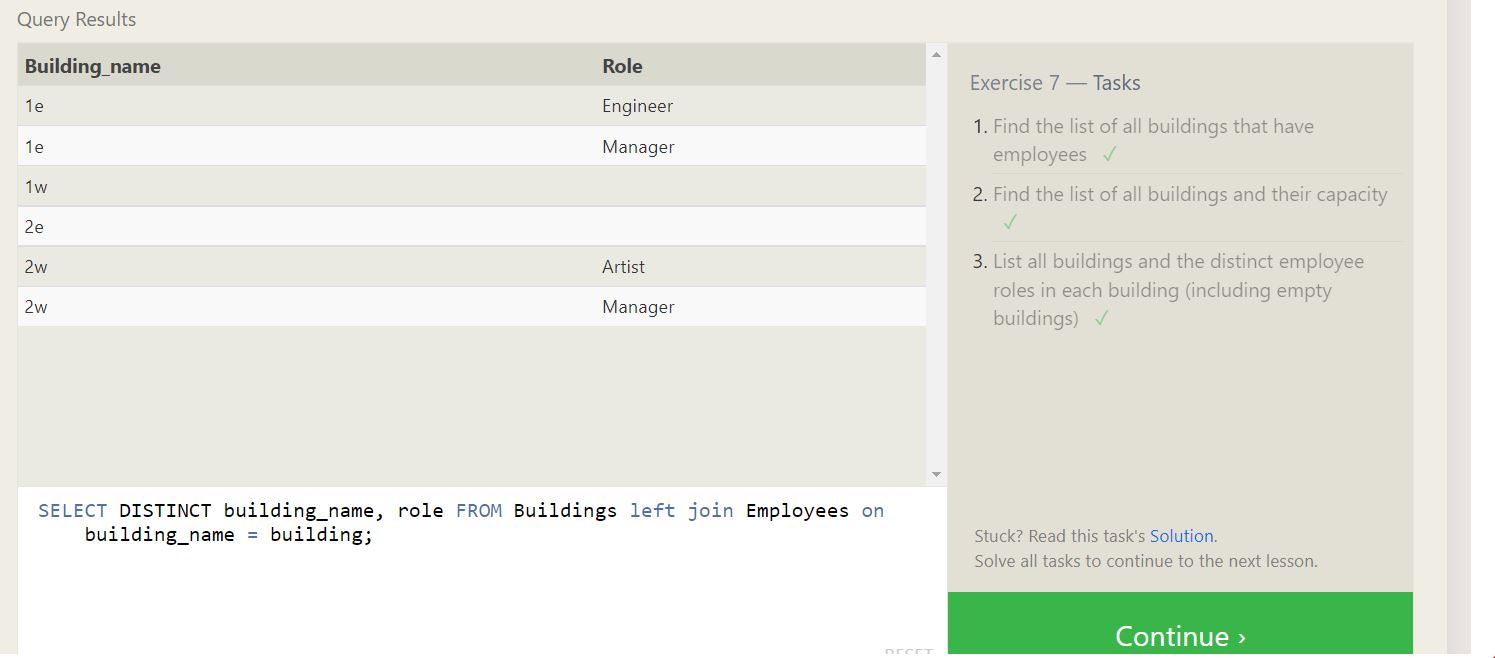 Query Results
Building_name Role
1e Engineer
1e Manager
1w
2e
2w Artist
2w Manager
SELECT DISTINCT building_name, role FROM Buildings left join Employees on
building_name = building;
RESET
Exercise 7 — Tasks
1. Find the list of all buildings that have
employees ✓
2. Find the list of all buildings and their capacity
✓
3. List all buildings and the distinct employee
roles in each building (including empty
buildings) ✓
Stuck? Read this task's Solution.
Solve all tasks to continue to the next lesson.
Continue ›